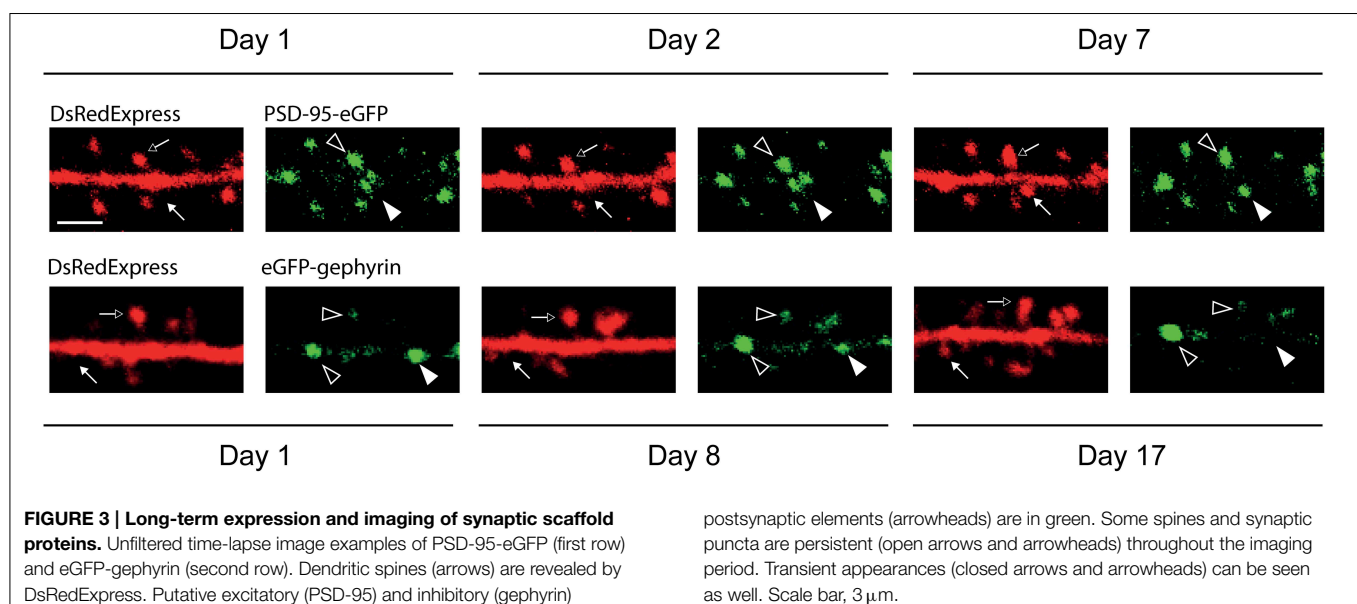 Day 1 Day 2 Day 7
DsRedExpress PSD-95-eGFP
DsRedExpress eGFP-gephyrin
Day 1 Day 8 Day 17
FIGURE 3 | Long-term expression and imaging of synaptic scaffold
proteins. Unfiltered time-lapse image examples of PSD-95-eGFP (first row)
and eGFP-gephyrin (second row). Dendritic spines (arrows) are revealed by
DsRedExpress. Putative excitatory (PSD-95) and inhibitory (gephyrin)
postsynaptic elements (arrowheads) are in green. Some spines and synaptic
puncta are persistent (open arrows and arrowheads) throughout the imaging
period. Transient appearances (closed arrows and arrowheads) can be seen
as well. Scale bar, 3 μm.